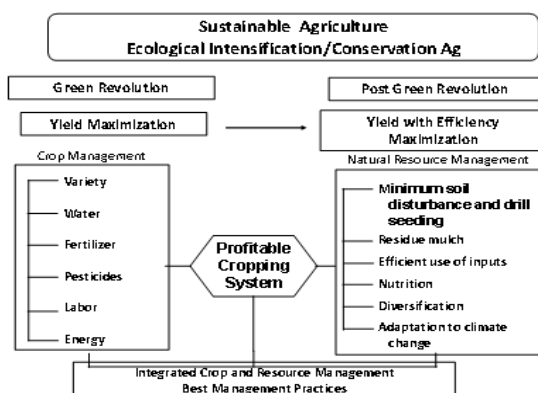 Sustainable Agriculture
Ecological Intensification/Conservation Ag
Green Revolution
Post Green Revolution
Yield Maximization
Yield with Efficiency
Maximization
Crop Management
Natural Resource Management
Variety
Water
Fertilizer
Pesticides
Labor
Energy
Profitable
Cropping
System
Minimum soil
disturbance and drill
seeding
Residue mulch
Efficient use of inputs
Nutrition
Diversification
Adaptation to climate
change
Integrated Crop and Resource Management
Best Management Practices